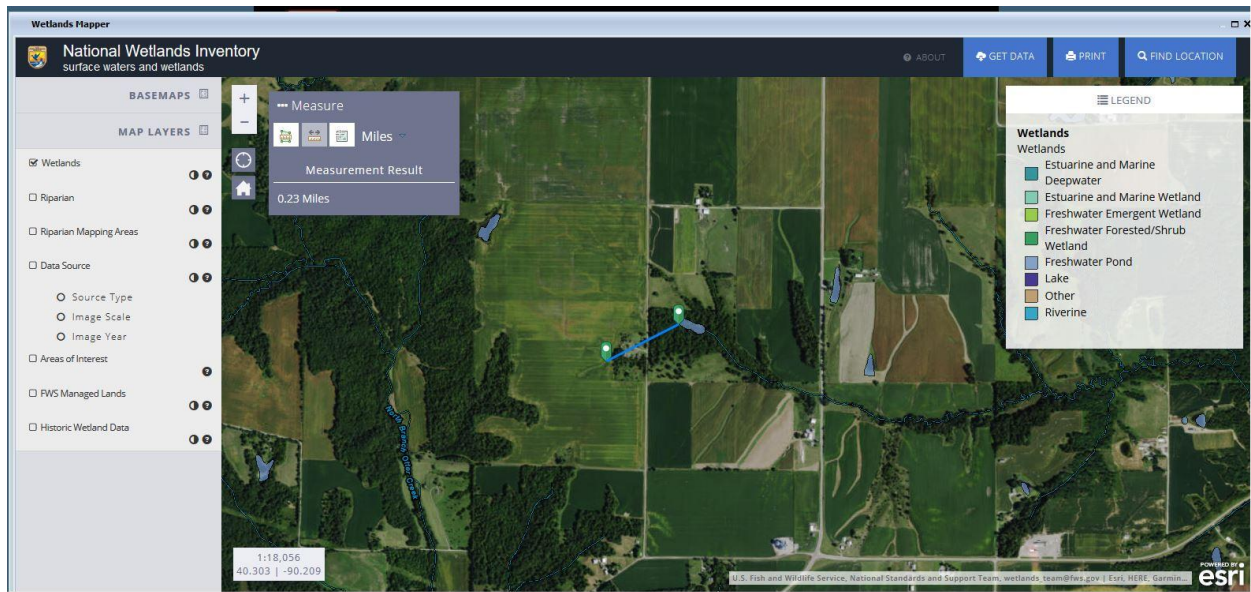 Wetlands Mapper
National Wetlands Inventory
surface waters and wetlands
ABOUT
GET DATA
PRINT
FIND LOCATION
BASEMAPS
MAP LAYERS
Wetlands
Riparian
Riparian Mapping Areas
Data Source
Source Type
Image Scale
Image Year
Areas of Interest
FWS Managed Lands
Historic Wetland Data
+
−
Measure
Miles
Measurement Result
0.23 Miles
LEGEND
Wetlands
Wetlands
Estuarine and Marine
Deepwater
Estuarine and Marine Wetland
Freshwater Emergent Wetland
Freshwater Forested/Shrub
Wetland
Freshwater Pond
Lake
Other
Riverine
North Branch Otter Creek
1:18,056
40.303 | -90.209
U.S. Fish and Wildlife Service, National Standards and Support Team, wetlands_team@fws.gov | Esri, HERE, Garmin...
POWERED BY
esri